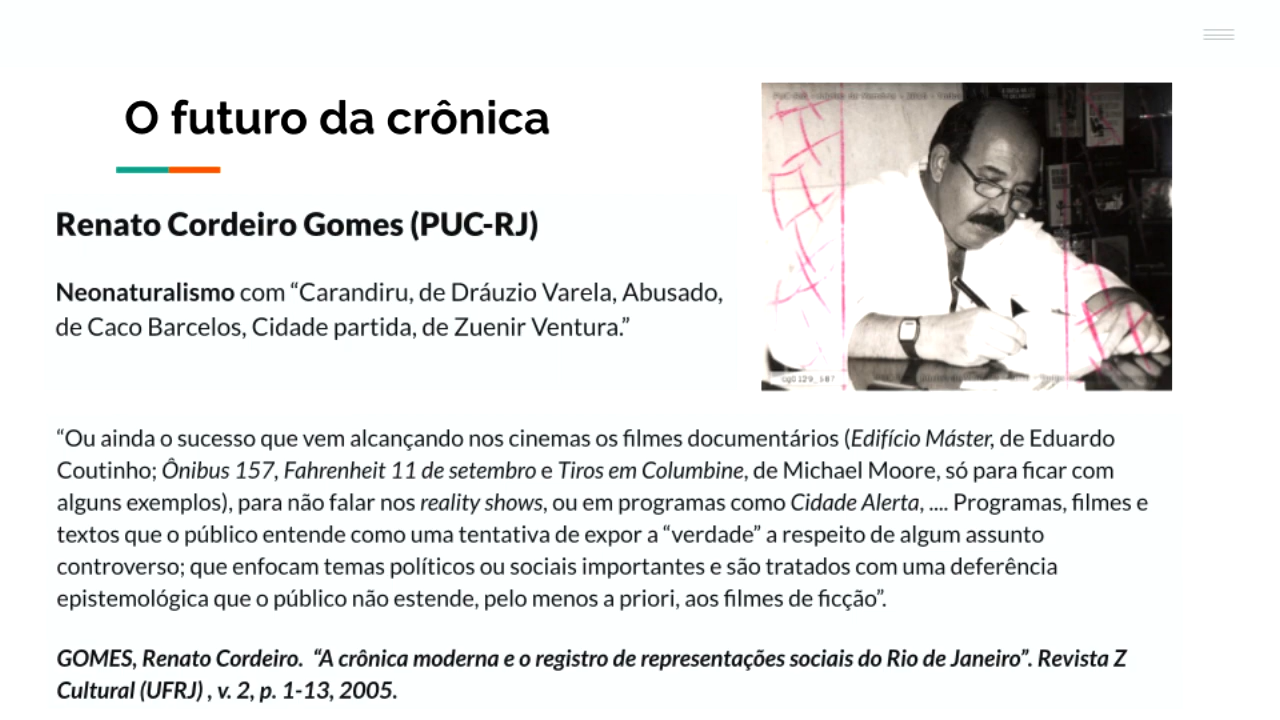 O futuro da crônica
Renato Cordeiro Gomes (PUC-RJ)
Neonaturalismo com “Carandiru, de Dráuzio Varela, Abusado,
de Caco Barcelos, Cidade partida, de Zuenir Ventura.”
“Ou ainda o sucesso que vem alcançando nos cinemas os filmes documentários (Edifício Máster, de Eduardo
Coutinho; Ônibus 157, Fahrenheit 11 de setembro e Tiros em Columbine, de Michael Moore, só para ficar com
alguns exemplos), para não falar nos reality shows, ou em programas como Cidade Alerta, .... Programas, filmes e
textos que o público entende como uma tentativa de expor a “verdade” a respeito de algum assunto
controverso; que enfocam temas políticos ou sociais importantes e são tratados com uma deferência
epistemológica que o público não estende, pelo menos a priori, aos filmes de ficção”.
GOMES, Renato Cordeiro. “A crônica moderna e o registro de representações sociais do Rio de Janeiro”. Revista Z
Cultural (UFRJ) , v. 2, p. 1-13, 2005.